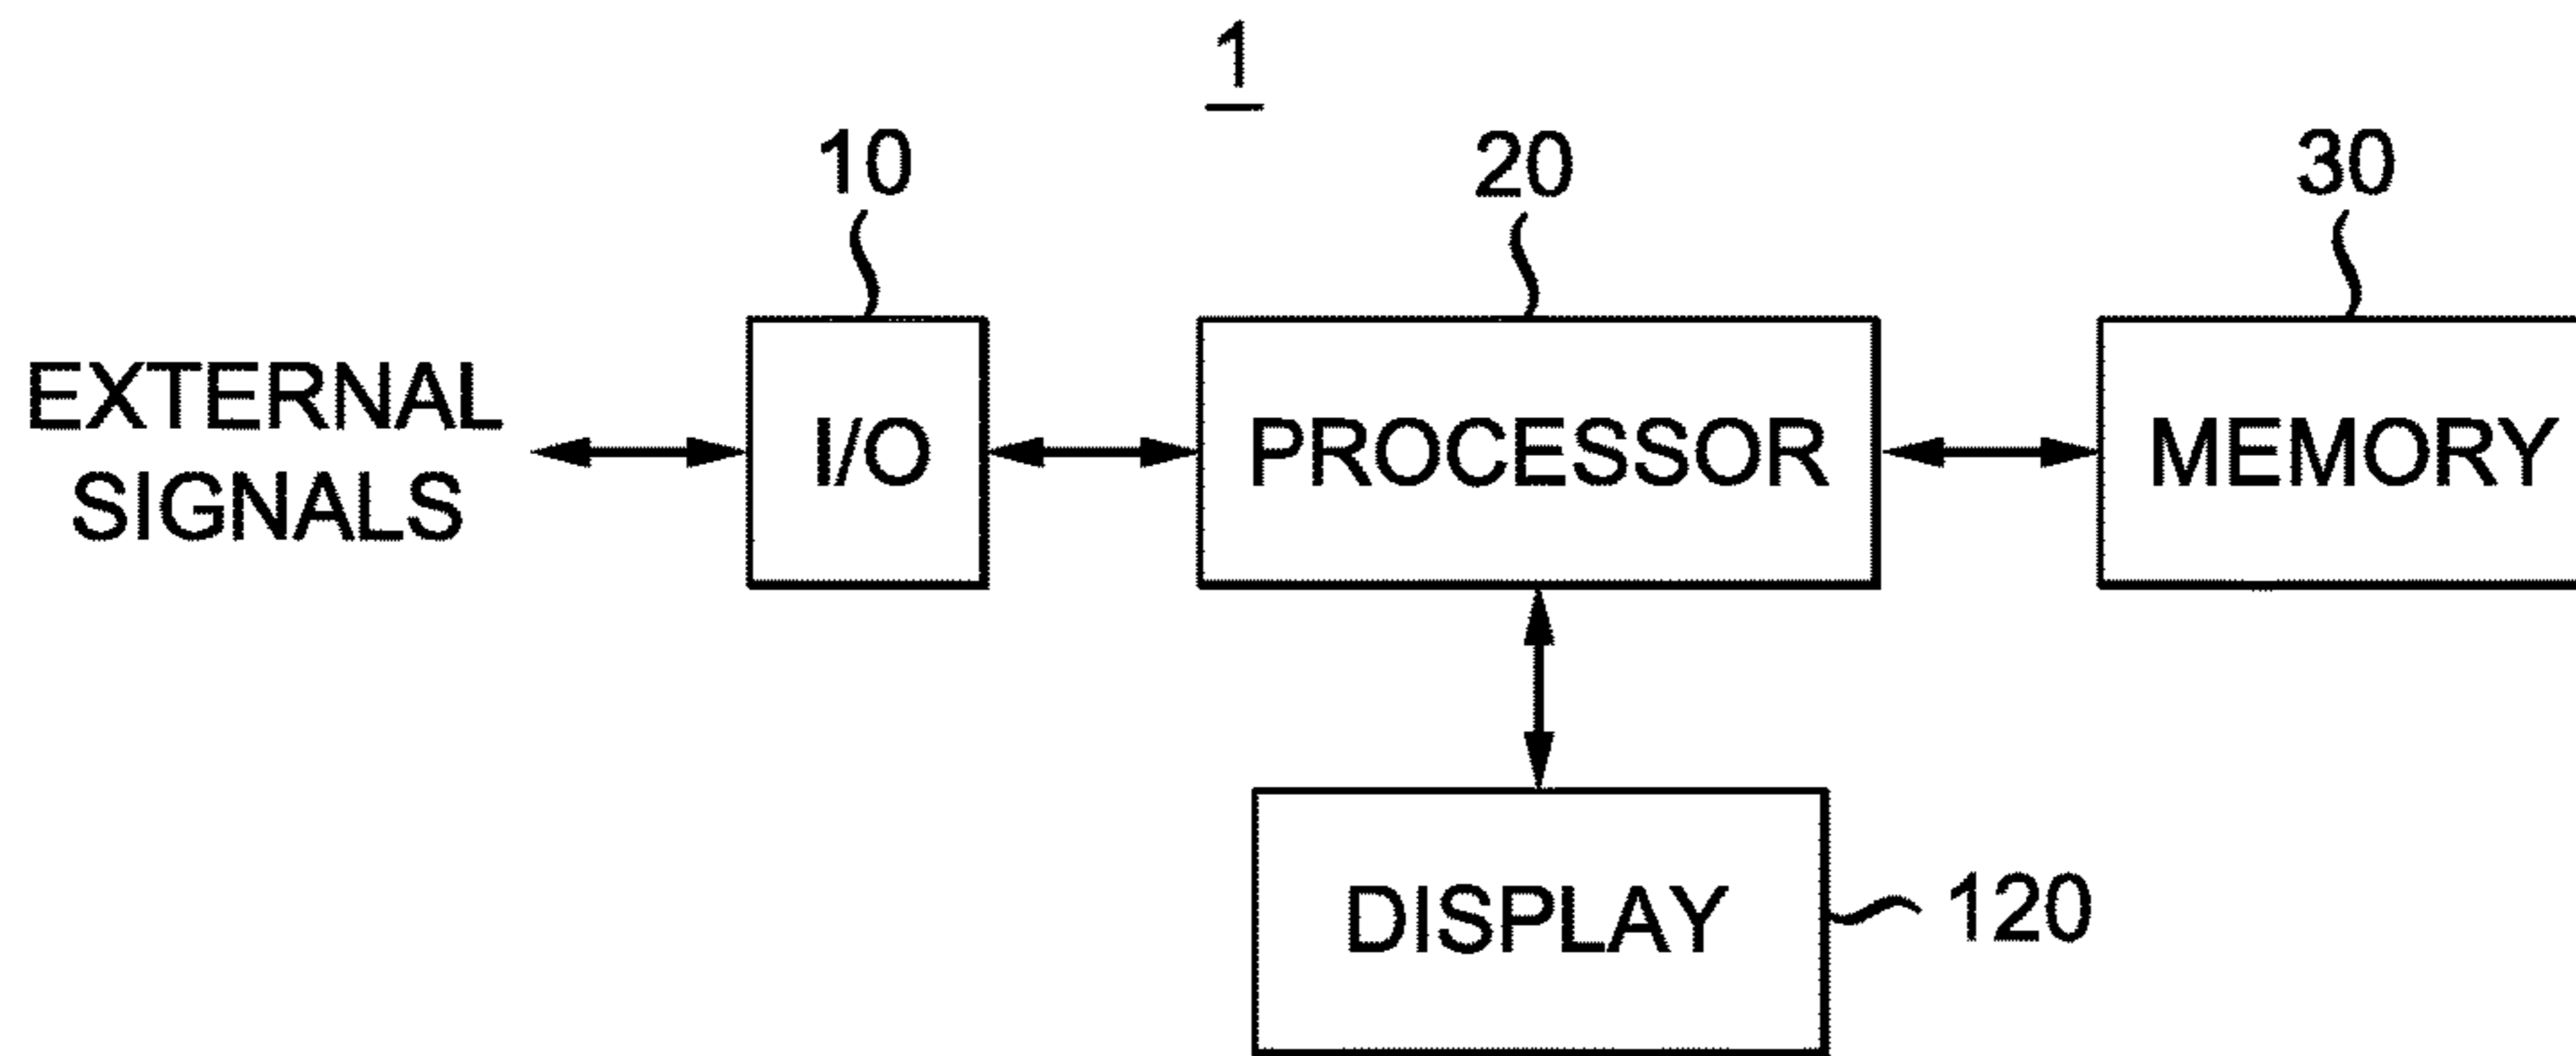 1
10
20
30
EXTERNAL
SIGNALS
I/O
PROCESSOR
MEMORY
DISPLAY
120